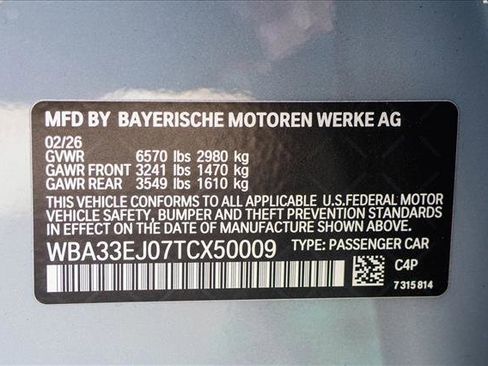 MFD BY BAYERISCHE MOTOREN WERKE AG
02/26
GVWR 6570 lbs 2980 kg
GAWR FRONT 3241 lbs 1470 kg
GAWR REAR 3549 lbs 1610 kg
THIS VEHICLE CONFORMS TO ALL APPLICABLE U.S.FEDERAL MOTOR
VEHICLE SAFETY, BUMPER AND THEFT PREVENTION STANDARDS
IN EFFECT ON THE DATE OF MANUFACTURE SHOWN ABOVE.
WBA33EJ07TCX50009 TYPE: PASSENGER CAR
C4P
7 315 814